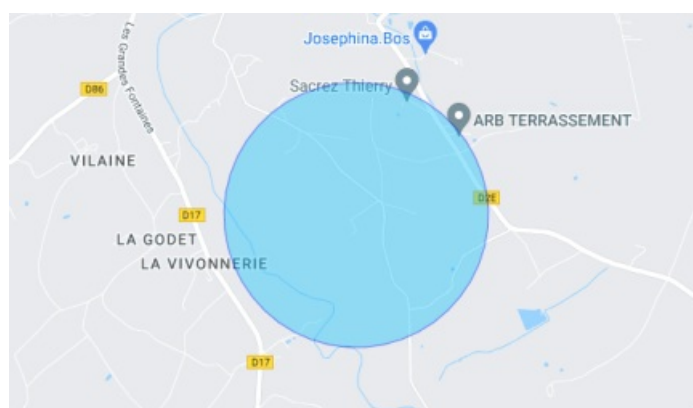 Les Grandes Fontaines
Josephina.Bos
Sacrez Thierry
D86
ARB TERRASSEMENT
VILAINE
D2E
D17
LA GODET
LA VIVONNERIE
D17